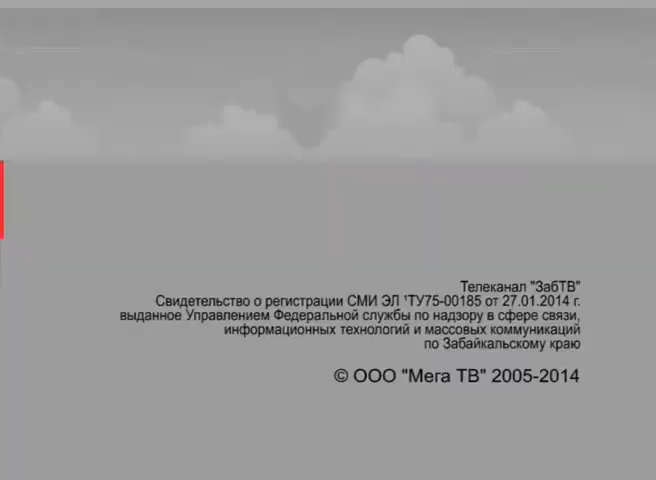 Телеканал "ЗабТВ"
Свидетельство о регистрации СМИ ЭЛ ¹ТУ75-00185 от 27.01.2014 г.
выданное Управлением Федеральной службы по надзору в сфере связи,
информационных технологий и массовых коммуникаций
по Забайкальскому краю
© ООО "Мега ТВ" 2005-2014